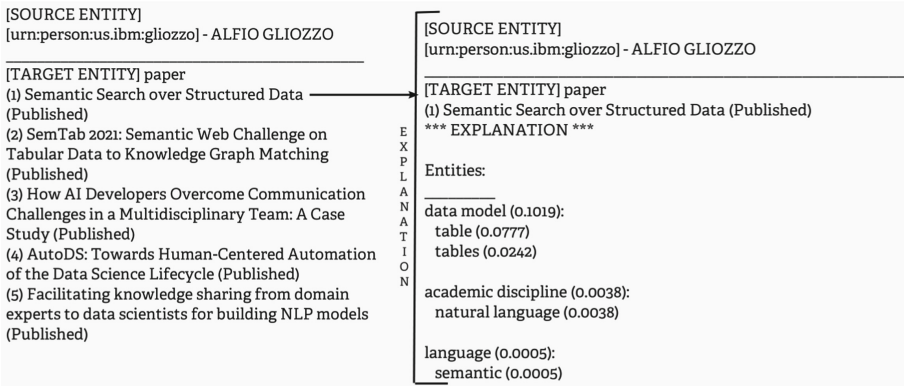 [SOURCE ENTITY]
[urn:person:us.ibm:gliozzo] - ALFIO GLIOZZO
[TARGET ENTITY] paper
(1) Semantic Search over Structured Data
(Published)
(2) SemTab 2021: Semantic Web Challenge on
Tabular Data to Knowledge Graph Matching
(Published)
(3) How AI Developers Overcome Communication
Challenges in a Multidisciplinary Team: A Case
Study (Published)
(4) AutoDS: Towards Human-Centered Automation
of the Data Science Lifecycle (Published)
(5) Facilitating knowledge sharing from domain
experts to data scientists for building NLP models
(Published)
EXPLANATION
[SOURCE ENTITY]
[urn:person:us.ibm:gliozzo] - ALFIO GLIOZZO
[TARGET ENTITY] paper
(1) Semantic Search over Structured Data (Published)
*** EXPLANATION ***
Entities:
data model (0.1019):
table (0.0777)
tables (0.0242)
academic discipline (0.0038):
natural language (0.0038)
language (0.0005):
semantic (0.0005)